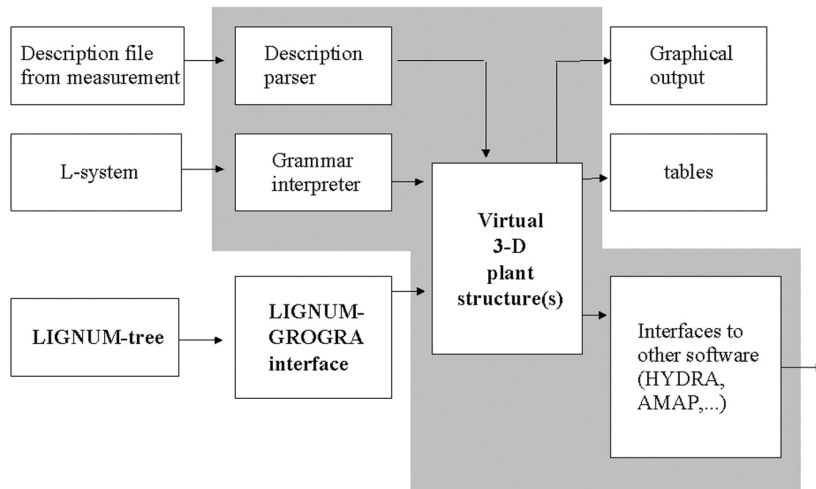 Description file
from measurement
Description
parser
Graphical
output
L-system
Grammar
interpreter
tables
Virtual
3-D
plant
structure(s)
LIGNUM-tree
LIGNUM-
GROGRA
interface
Interfaces to
other software
(HYDRA,
AMAP,...)